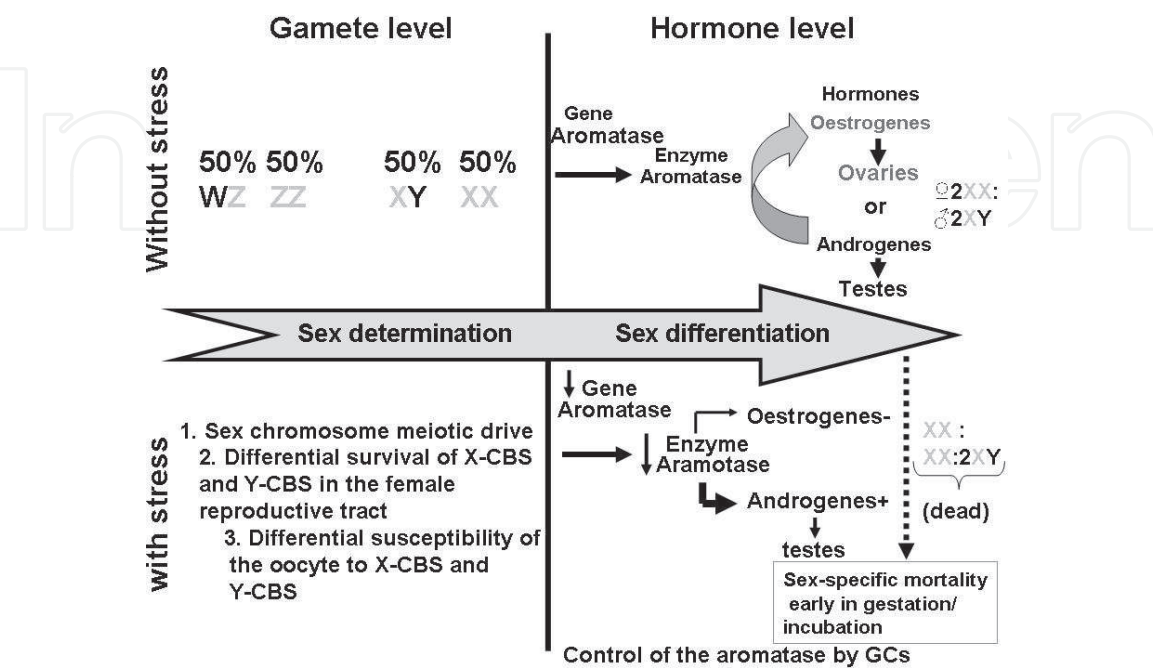 Gamete level
Hormone level
Without stress
50% 50%
WZ ZZ
50% 50%
XY XX
Gene
Aromatase
Enzyme
Aromatase
Hormones
Oestrogenes
Ovaries
or
Androgenes
Testes
♀2XX:
♂2XY
Sex determination
Sex differentiation
with stress
1. Sex chromosome meiotic drive
2. Differential survival of X-CBS
and Y-CBS in the female
reproductive tract
3. Differential susceptibility of
the oocyte to X-CBS and
Y-CBS
Gene
Aromatase
Enzyme
Aramotase
Oestrogenes-
Androgenes+
testes
XX :
XX:2XY
(dead)
Sex-specific mortality
early in gestation/
incubation
Control of the aromatase by GCs